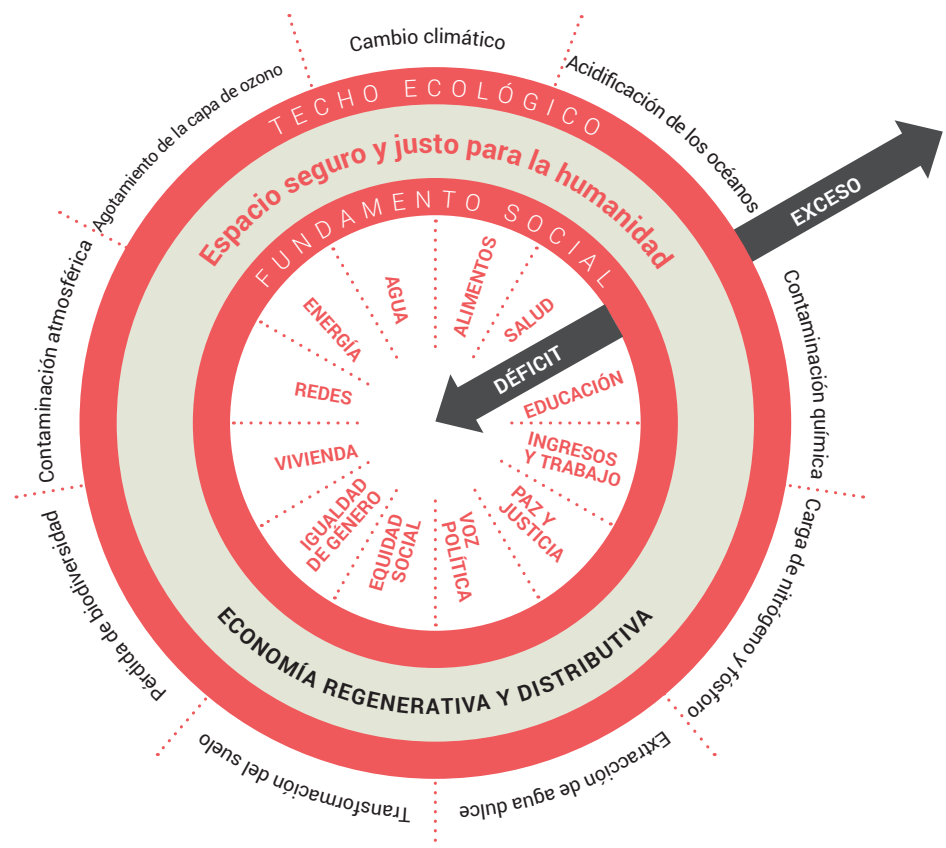 Cambio climático
Acidificación de los océanos
Contaminación química
Carga de nitrógeno y fósforo
Extracción de agua dulce
Transformación del suelo
Pérdida de biodiversidad
Contaminación atmosférica
Agotamiento de la capa de ozono
EXCESO
TECHO ECOLÓGICO
Espacio seguro y justo para la humanidad
FUNDAMENTO SOCIAL
DÉFICIT
AGUA
ALIMENTOS
SALUD
EDUCACIÓN
INGRESOS
Y TRABAJO
PAZ Y
JUSTICIA
VOZ
POLÍTICA
EQUIDAD
SOCIAL
IGUALDAD
DE GÉNERO
VIVIENDA
REDES
ENERGÍA
ECONOMÍA REGENERATIVA Y DISTRIBUTIVA